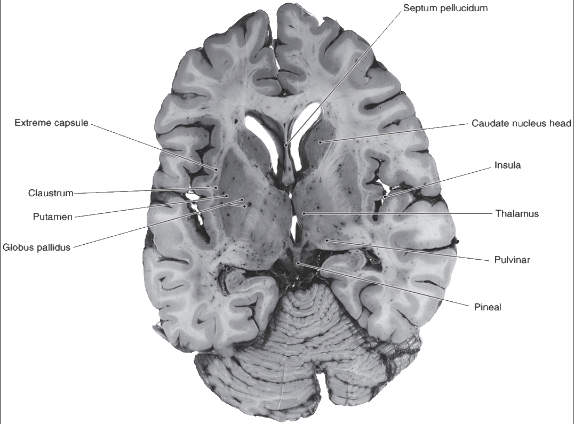 Septum pellucidum
Extreme capsule
Caudate nucleus head
Insula
Claustrum
Putamen
Thalamus
Globus pallidus
Pulvinar
Pineal